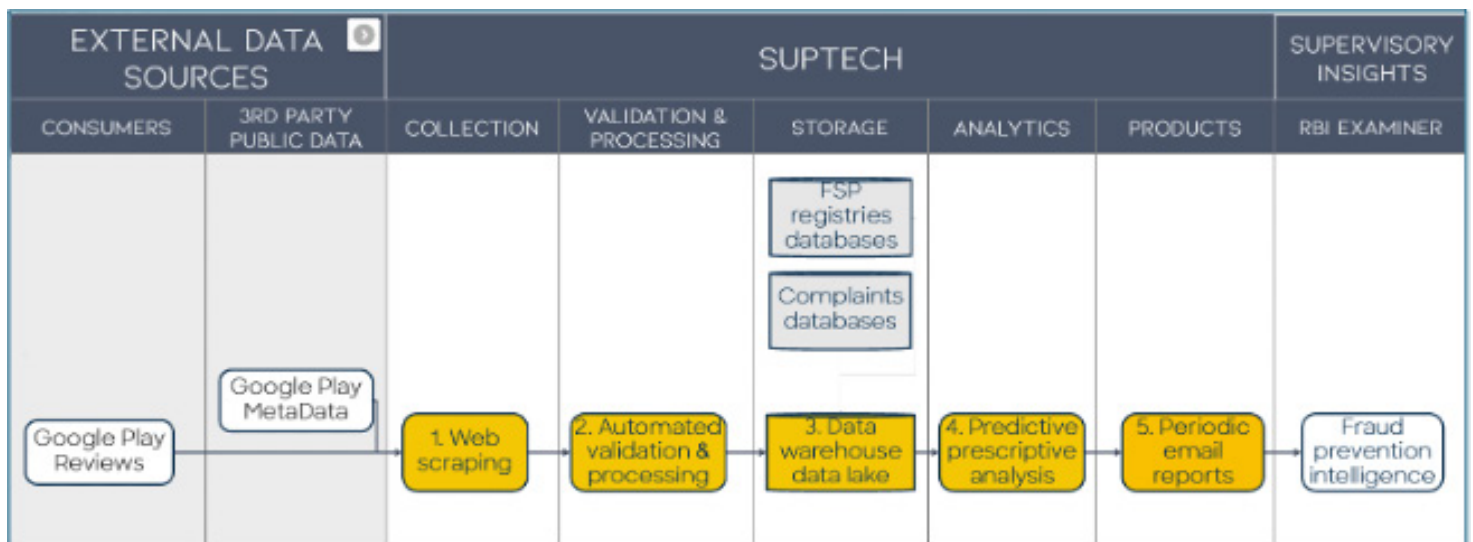 EXTERNAL DATA
SOURCES
SUPTECH
SUPERVISORY
INSIGHTS
CONSUMERS
3RD PARTY
PUBLIC DATA
COLLECTION
VALIDATION &
PROCESSING
STORAGE
ANALYTICS
PRODUCTS
RBI EXAMINER
FSP
registries
databases
Complaints
databases
Google Play
MetaData
Google Play
Reviews
1. Web
scraping
2. Automated
validation &
processing
3. Data
warehouse
data lake
4. Predictive
prescriptive
analysis
5. Periodic
email
reports
Fraud
prevention
intelligence